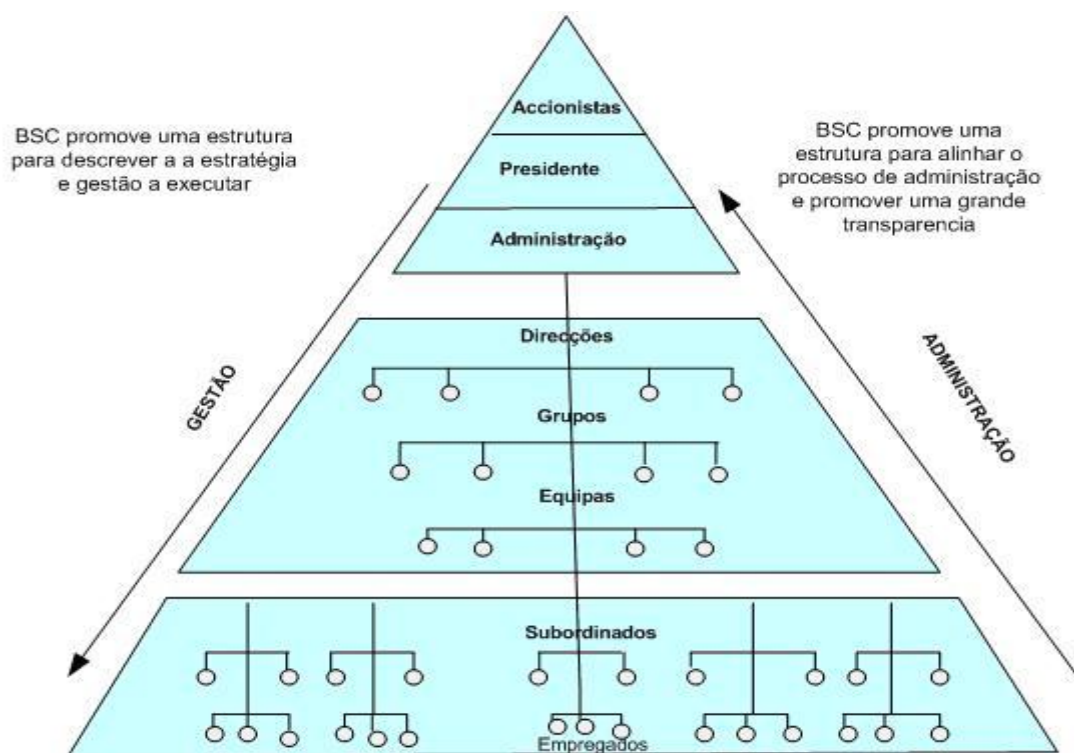 BSC promove uma estrutura
para descrever a a estratégia
e gestão a executar
Accionistas
Presidente
Administração
BSC promove uma
estrutura para alinhar o
processo de administração
e promover uma grande
transparencia
GESTÃO
ADMINISTRAÇÃO
Direcções
Grupos
Equipas
Subordinados
Empregados